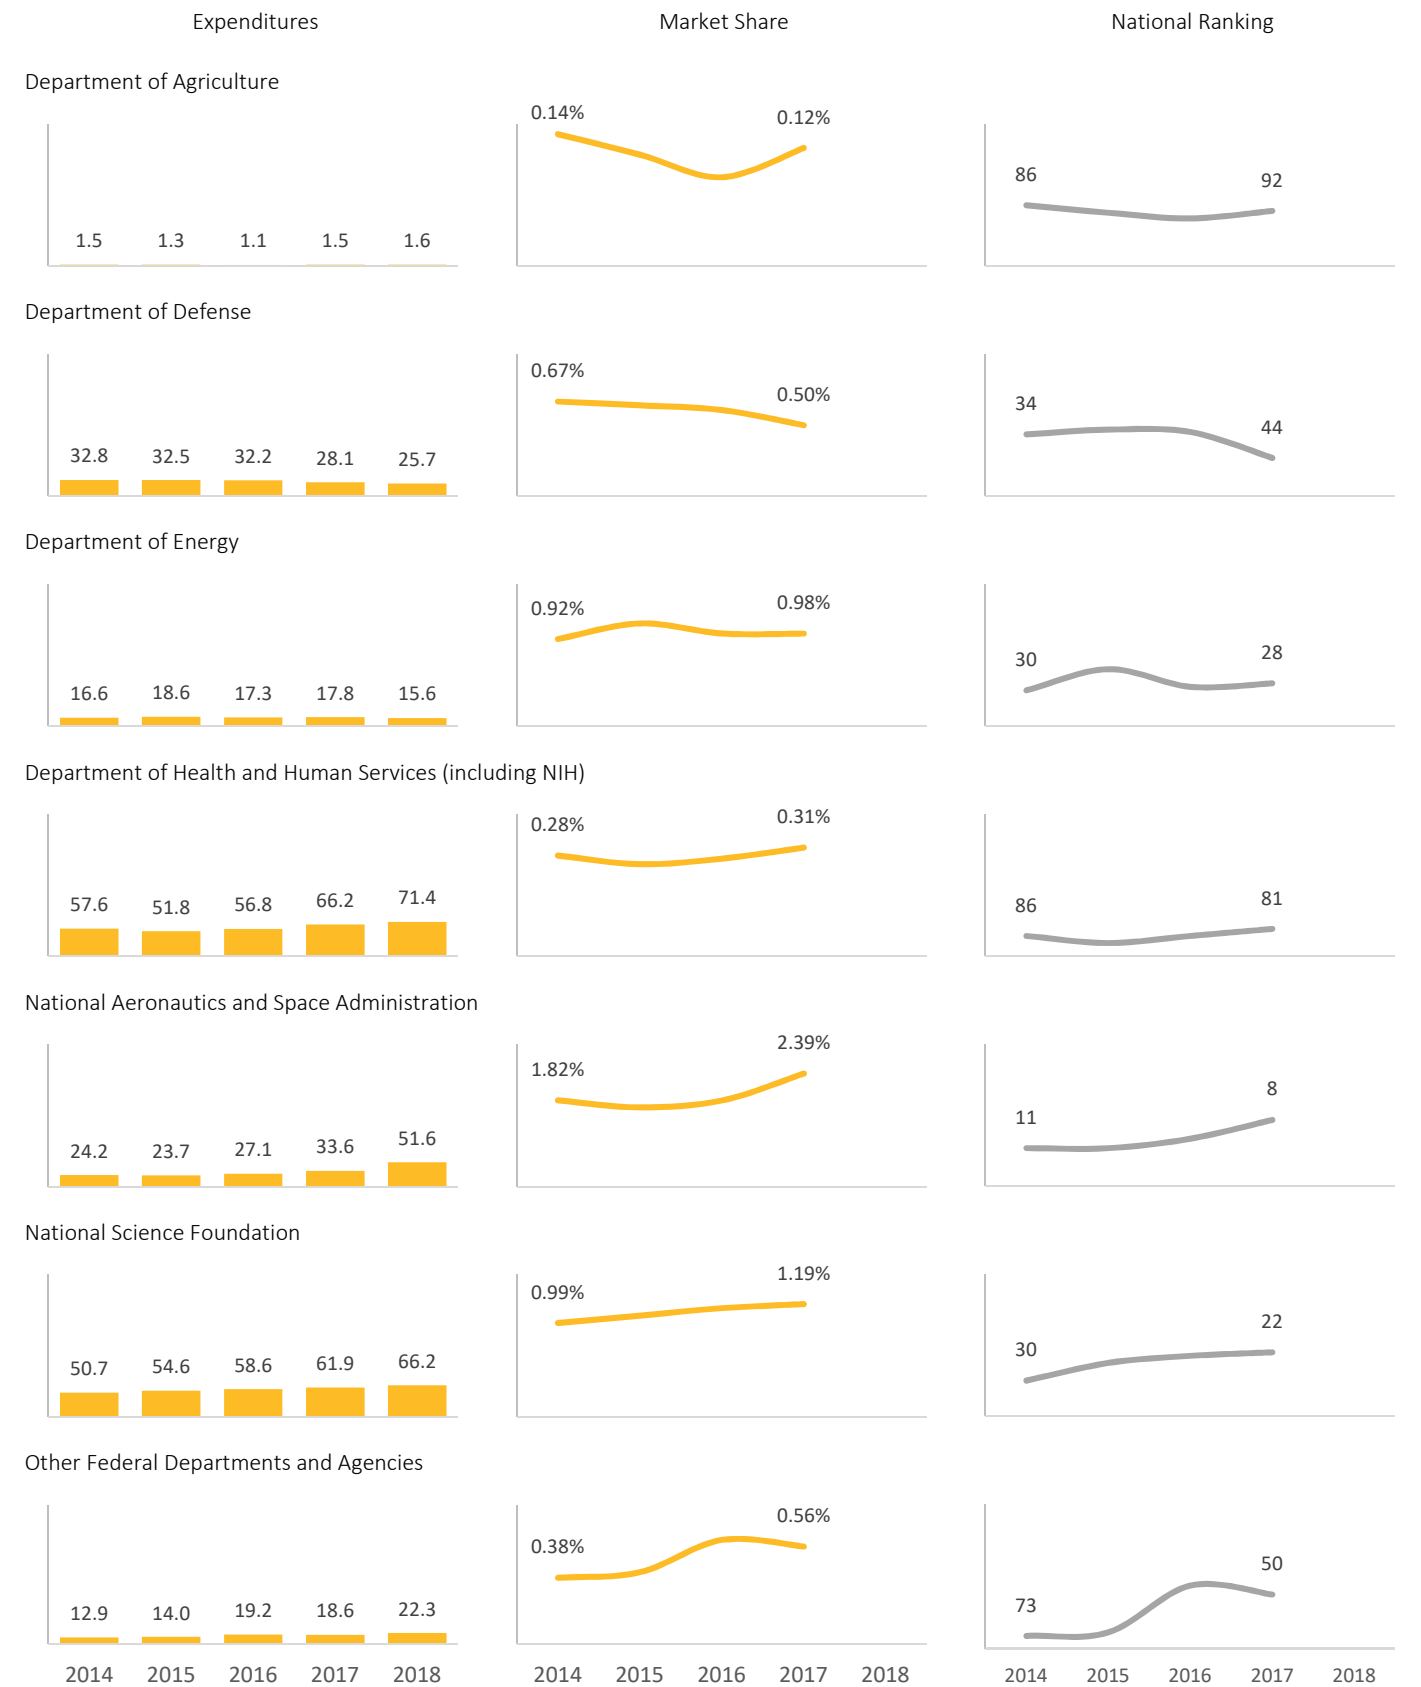 Expenditures Market Share National Ranking
Department of Agriculture
0.14% 0.12%
86 92
1.5 1.3 1.1 1.5 1.6
Department of Defense
0.67% 0.50%
34 44
32.8 32.5 32.2 28.1 25.7
Department of Energy
0.92% 0.98%
30 28
16.6 18.6 17.3 17.8 15.6
Department of Health and Human Services (including NIH)
0.28% 0.31%
86 81
57.6 51.8 56.8 66.2 71.4
National Aeronautics and Space Administration
1.82% 2.39%
11 8
24.2 23.7 27.1 33.6 51.6
National Science Foundation
0.99% 1.19%
30 22
50.7 54.6 58.6 61.9 66.2
Other Federal Departments and Agencies
0.38% 0.56%
73 50
12.9 14.0 19.2 18.6 22.3
2014 2015 2016 2017 2018 2014 2015 2016 2017 2018 2014 2015 2016 2017 2018